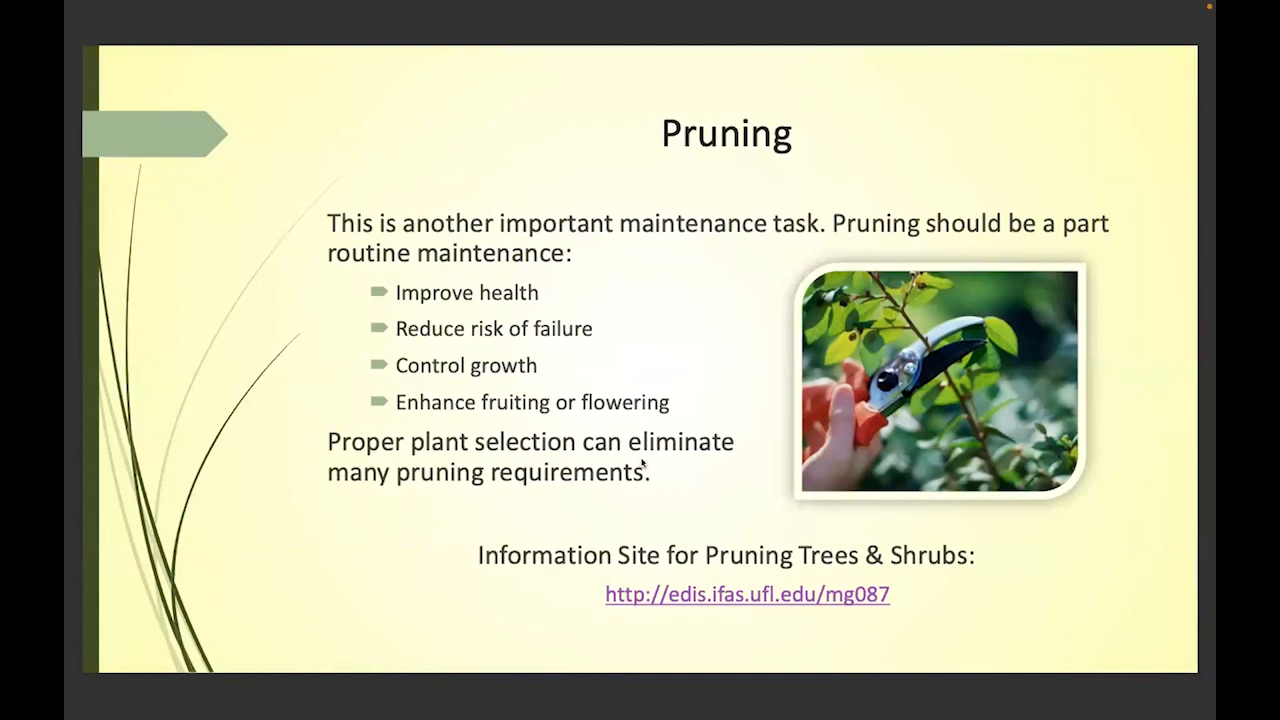 Pruning
This is another important maintenance task. Pruning should be a part
routine maintenance:
Improve health
Reduce risk of failure
Control growth
Enhance fruiting or flowering
Proper plant selection can eliminate
many pruning requirements.
Information Site for Pruning Trees & Shrubs:
http://edis.ifas.ufl.edu/mg087